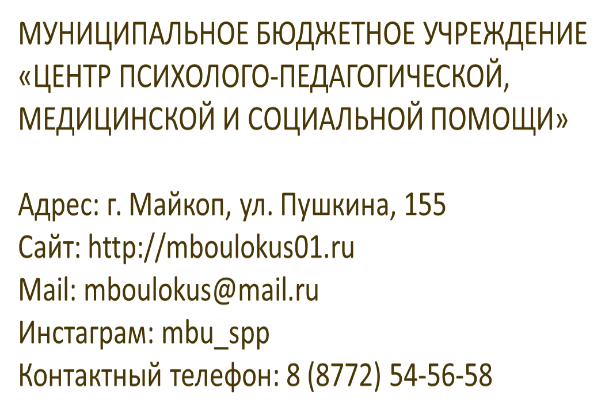 МУНИЦИПАЛЬНОЕ БЮДЖЕТНОЕ УЧРЕЖДЕНИЕ
«ЦЕНТР ПСИХОЛОГО-ПЕДАГОГИЧЕСКОЙ,
МЕДИЦИНСКОЙ И СОЦИАЛЬНОЙ ПОМОЩИ»
Адрес: г. Майкоп, ул. Пушкина, 155
Сайт: http://mboulokus01.ru
Mail: mboulokus@mail.ru
Инстаграм: mbu_spp
Контактный телефон: 8 (8772) 54-56-58